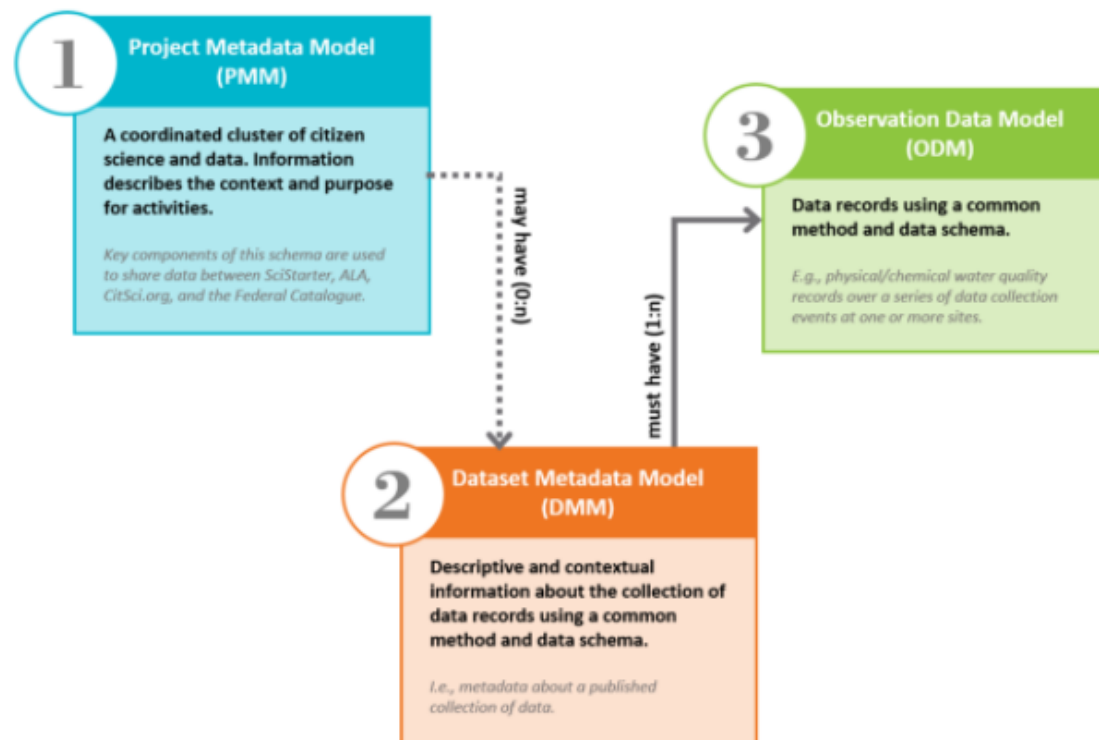 1
Project Metadata Model
(PMM)
A coordinated cluster of citizen
science and data. Information
describes the context and purpose
for activities.
Key components of this schema are used
to share data between SciStarter, ALA,
CitSci.org, and the Federal Catalogue.
may have (0:n)
2
Dataset Metadata Model
(DMM)
Descriptive and contextual
information about the collection of
data records using a common
method and data schema.
I.e., metadata about a published
collection of data.
must have (1:n)
3
Observation Data Model
(ODM)
Data records using a common
method and data schema.
E.g., physical/chemical water quality
records over a series of data collection
events at one or more sites.